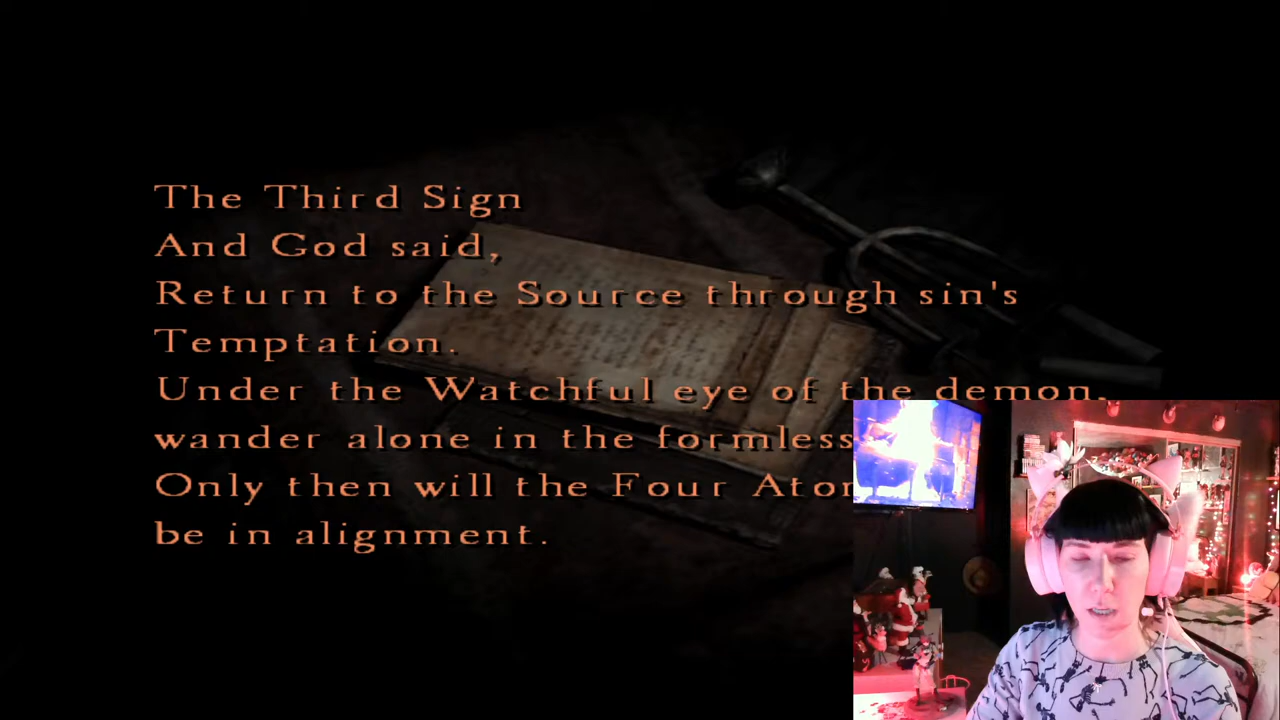 The Third Sign
And God said,
Return to the Source through sin's
Temptation.
Under the Watchful eye of the demon,
wander alone in the formless
Only then will the Four
be in alignment.